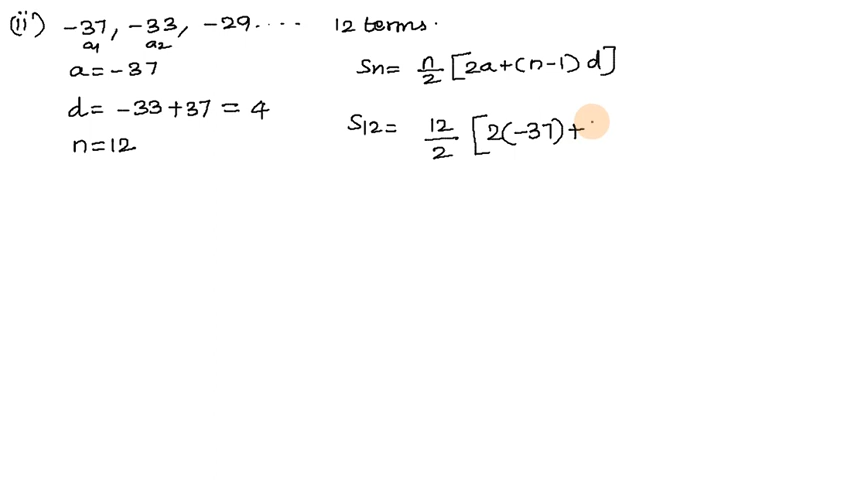 (ii) -37, -33, -29.... 12 terms.
a1 a2
a = -37
Sn = n/2 [2a+(n-1) d]
d = -33+37 = 4
S12 = 12/2 [2(-37)+
n=12